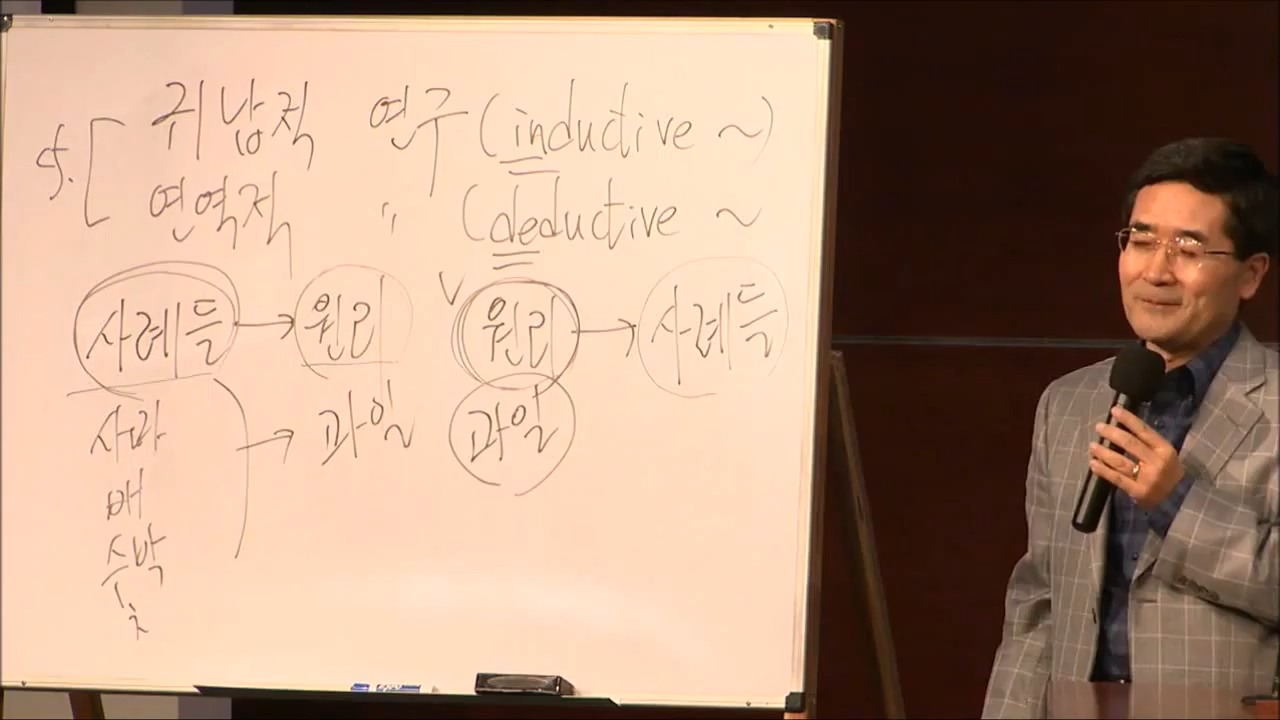 cf. [ 귀납적 연구 (inductive ~)
연역적 〃 (deductive ~
사례들 → 원리 ∨ 원리 → 사례들
사과 → 과일 과일
배
수박